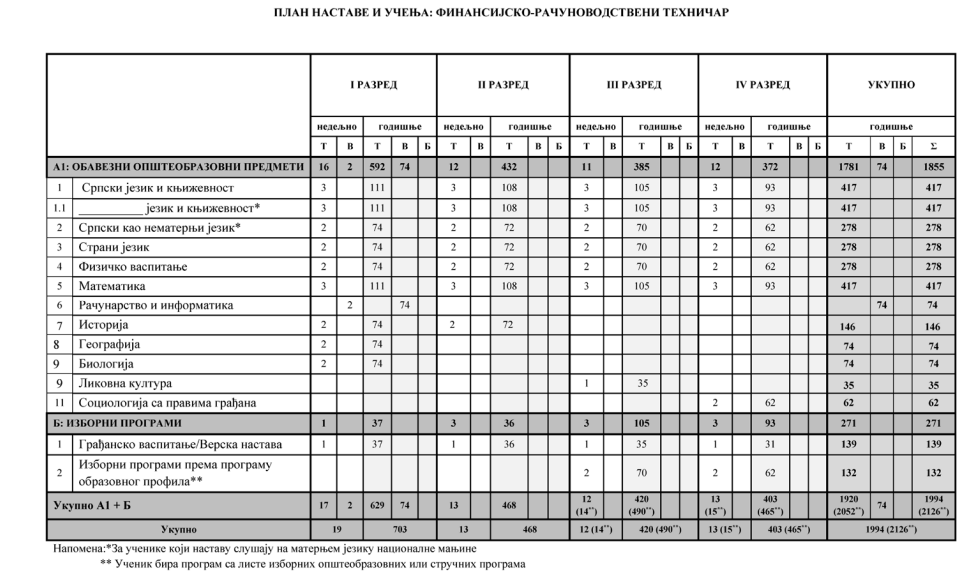 ПЛАН НАСТАВЕ И УЧЕЊА: ФИНАНСИЈСКО-РАЧУНОВОДСТВЕНИ ТЕХНИЧАР
I РАЗРЕД II РАЗРЕД III РАЗРЕД IV РАЗРЕД УКУПНО
недељно годишње недељно годишње недељно годишње недељно годишње годишње
Т В Т В Б Т В Т В Б Т В Т В Б Т В Т В Б Т В Б Σ
А1: ОБАВЕЗНИ ОПШТЕОБРАЗОВНИ ПРЕДМЕТИ 16 2 592 74 12 432 11 385 12 372 1781 74 1855
1 Српски језик и књижевност 3 111 3 108 3 105 3 93 417 417
1.1 __________ језик и књижевност* 3 111 3 108 3 105 3 93 417 417
2 Српски као нематерњи језик* 2 74 2 72 2 70 2 62 278 278
3 Страни језик 2 74 2 72 2 70 2 62 278 278
4 Физичко васпитање 2 74 2 72 2 70 2 62 278 278
5 Математика 3 111 3 108 3 105 3 93 417 417
6 Рачунарство и информатика 2 74 74 74
7 Историја 2 74 2 72 146 146
8 Географија 2 74 74 74
9 Биологија 2 74 74 74
9 Ликовна култура 1 35 35 35
11 Социологија са правима грађана 2 62 62 62
Б: ИЗБОРНИ ПРОГРАМИ 1 37 3 36 3 105 3 93 271 271
1 Грађанско васпитање/Верска настава 1 37 1 36 1 35 1 31 139 139
2 Изборни програми према програму образовног профила** 2 70 2 62 132 132
Укупно А1 + Б 17 2 629 74 13 468 12 (14**) 420 (490**) 13 (15**) 403 (465**) 1920 (2052**) 74 1994 (2126**)
Укупно 19 703 13 468 12 (14**) 420 (490**) 13 (15**) 403 (465**) 1994 (2126**)
Напомена:*За ученике који наставу слушају на матерњем језику националне мањине
** Ученик бира програм са листе изборних општеобразовних или стручних програма